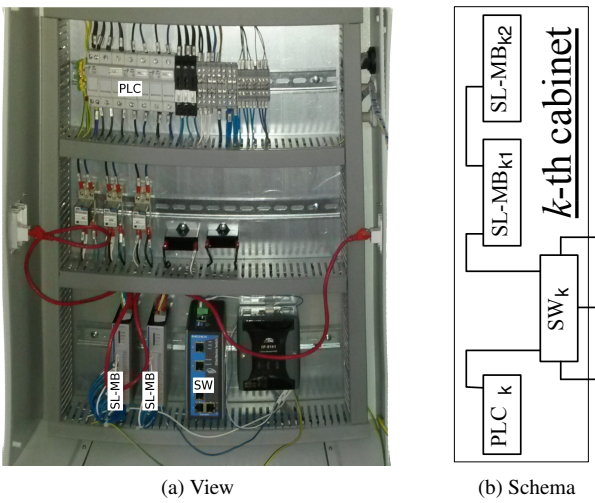 PLC
SL-MB
SL-MB
SW
SL-MBk2
SL-MBk1
k-th cabinet
SWk
PLC k
(a) View
(b) Schema